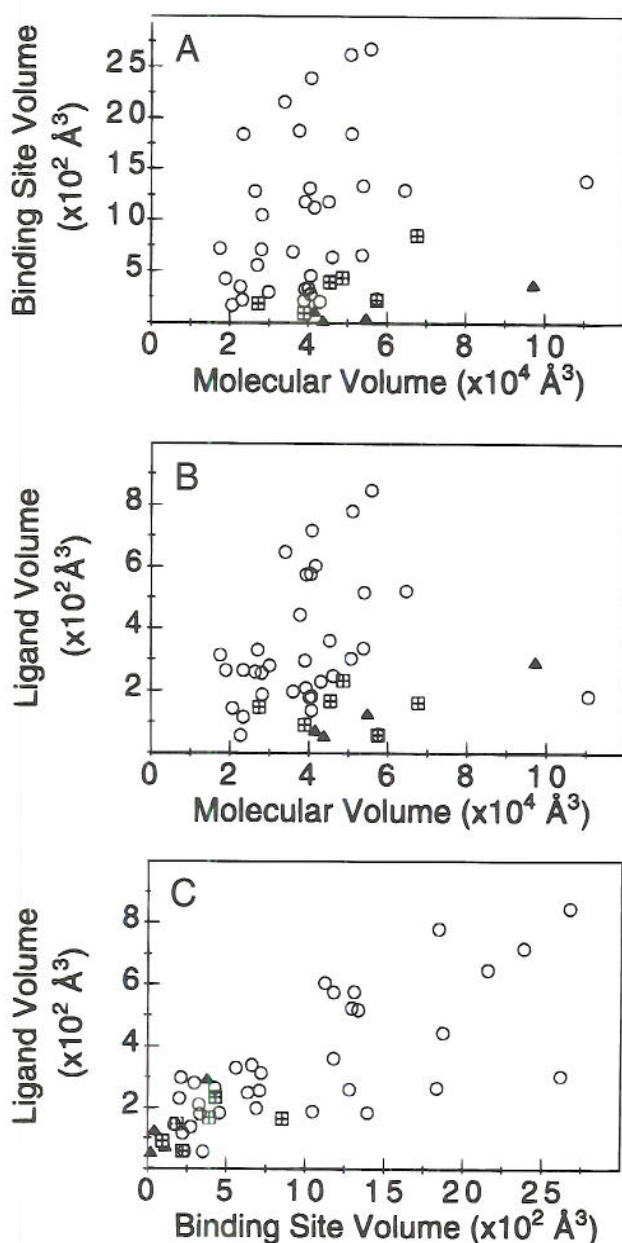 A
Binding Site Volume
(x10² Å³)
25
20
15
10
5
0 2 4 6 8 10
Molecular Volume (x10⁴ Å³)
B
Ligand Volume
(x10² Å³)
8
6
4
2
0 2 4 6 8 10
Molecular Volume (x10⁴ Å³)
C
Ligand Volume
(x10² Å³)
8
6
4
2
0 5 10 15 20 25
Binding Site Volume (x10² Å³)